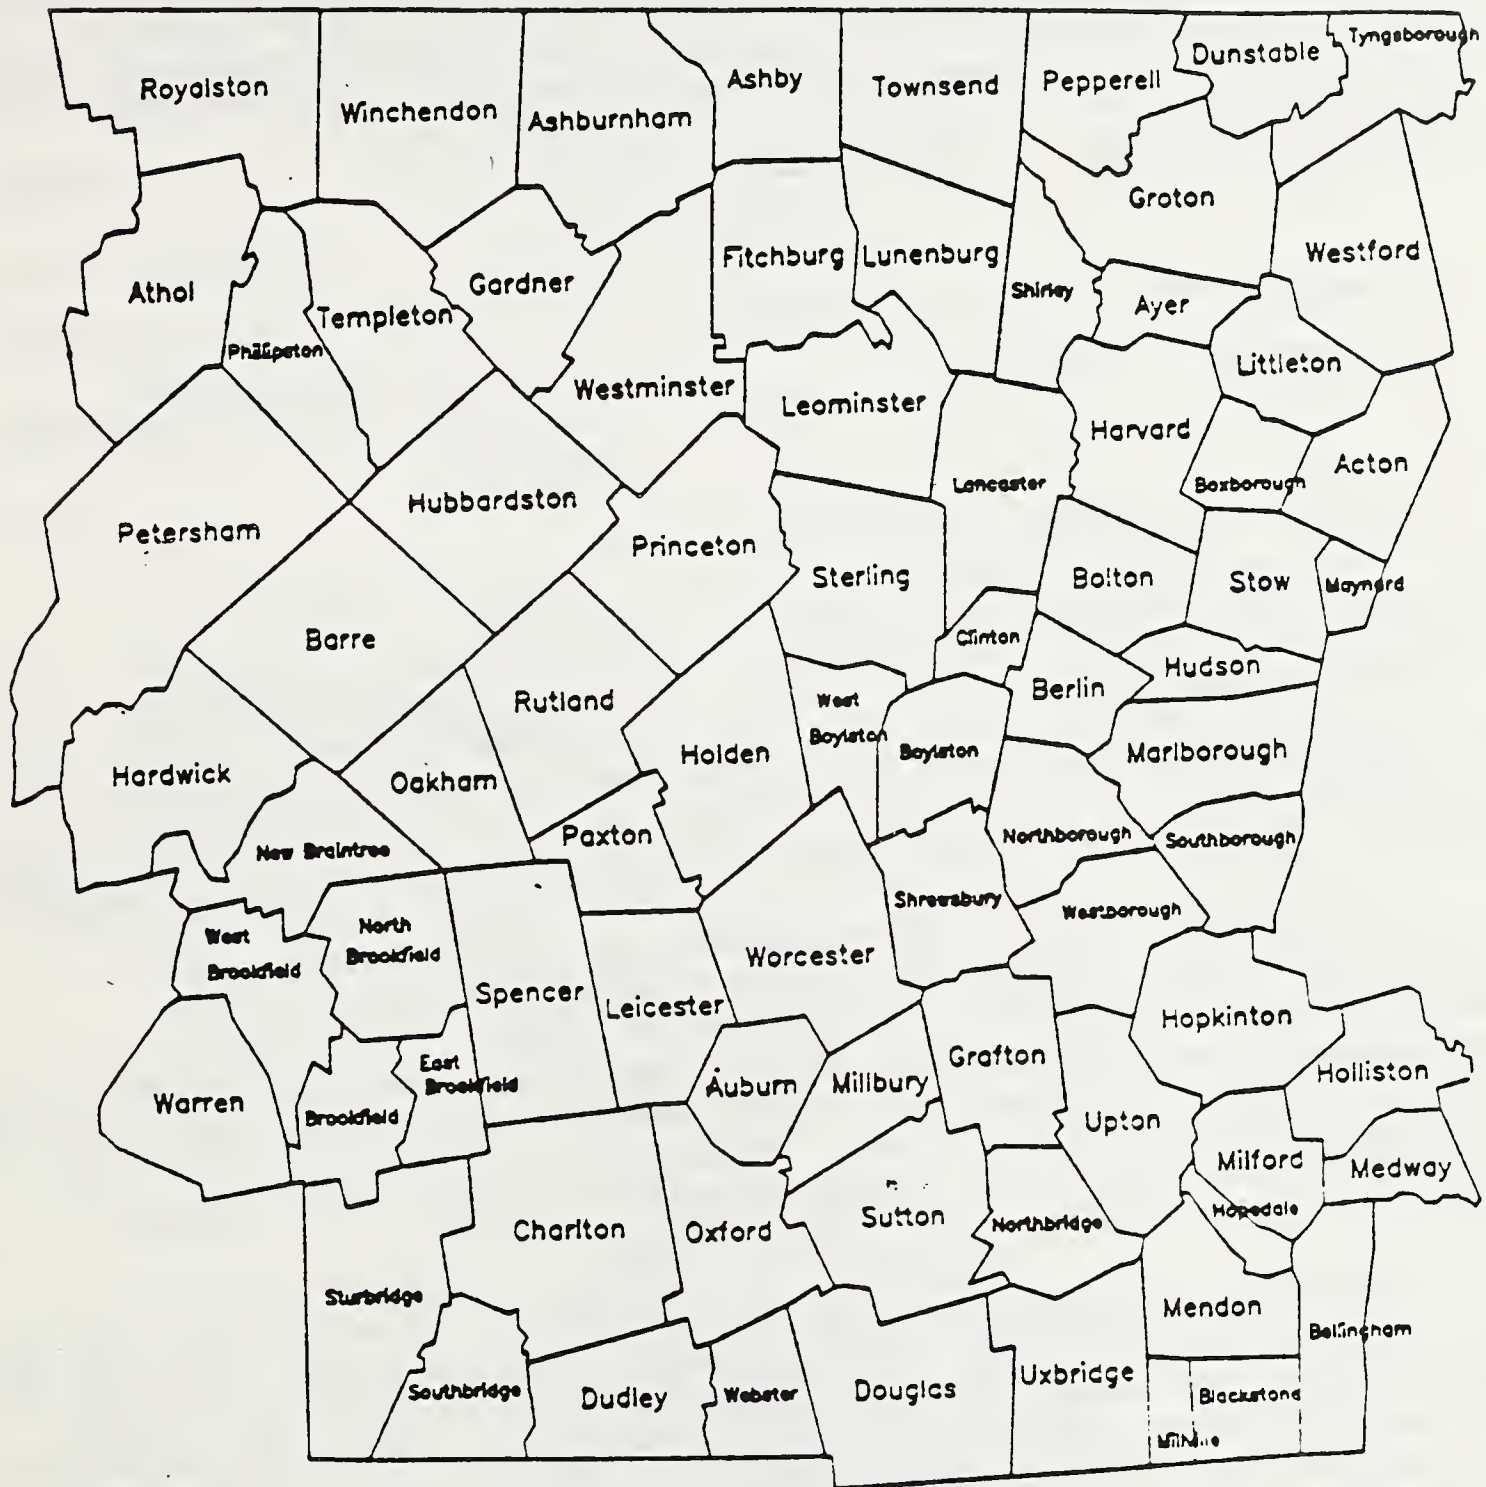 Royalston
Winchendon
Ashburnham
Ashby
Townsend
Pepperell
Dunstable
Tyngsborough
Groton
Westford
Athol
Phillipston
Templeton
Gardner
Westminster
Fitchburg
Lunenburg
Shirley
Ayer
Littleton
Leominster
Harvard
Boxborough
Acton
Lancaster
Petersham
Hubbardston
Princeton
Sterling
Bolton
Stow
Maynard
Barre
Clinton
Berlin
Hudson
Rutland
Holden
West
Boylston
Boylston
Marlborough
Hardwick
Oakham
Paxton
Northborough
Southborough
New Braintree
Shrewsbury
Westborough
West
Brookfield
North
Brookfield
Spencer
Leicester
Worcester
Hopkinton
Holliston
Warren
Brookfield
East
Brookfield
Auburn
Millbury
Grafton
Upton
Milford
Medway
Hopedale
Charlton
Oxford
Sutton
Northbridge
Sturbridge
Mendon
Bellingham
Southbridge
Dudley
Webster
Douglas
Uxbridge
Blackstone
Millville